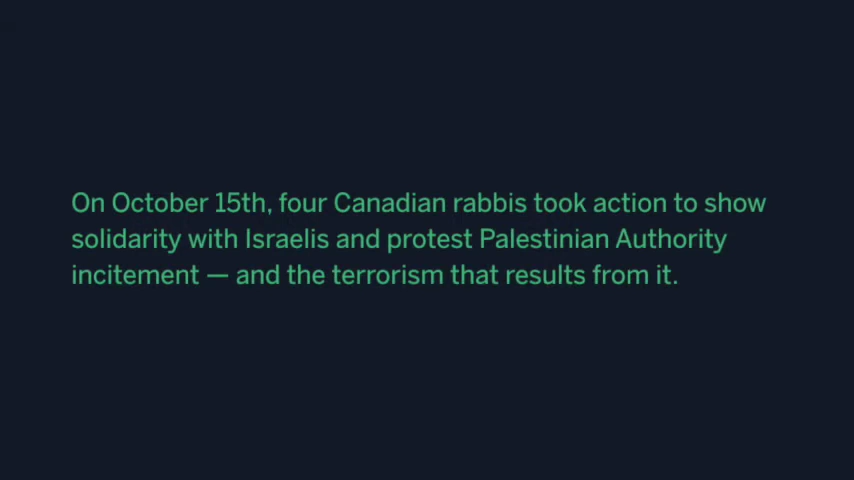 On October 15th, four Canadian rabbis took action to show
solidarity with Israelis and protest Palestinian Authority
incitement — and the terrorism that results from it.